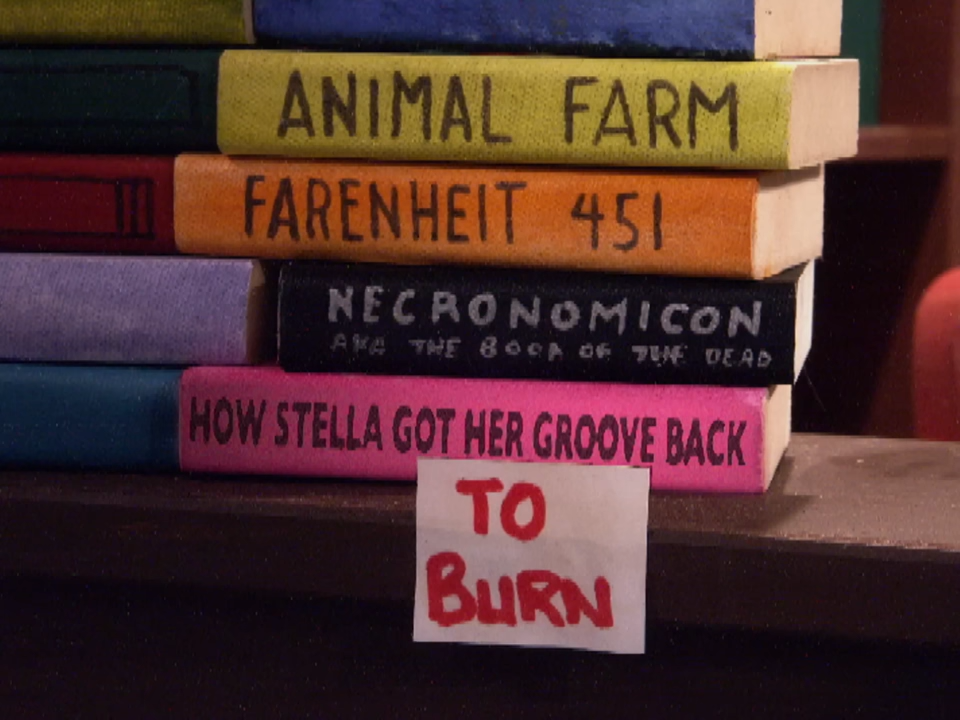 ANIMAL FARM
III
FARENHEIT 451
NECRONOMICON
AKA THE BOOK OF THE DEAD
HOW STELLA GOT HER GROOVE BACK
TO
BURN